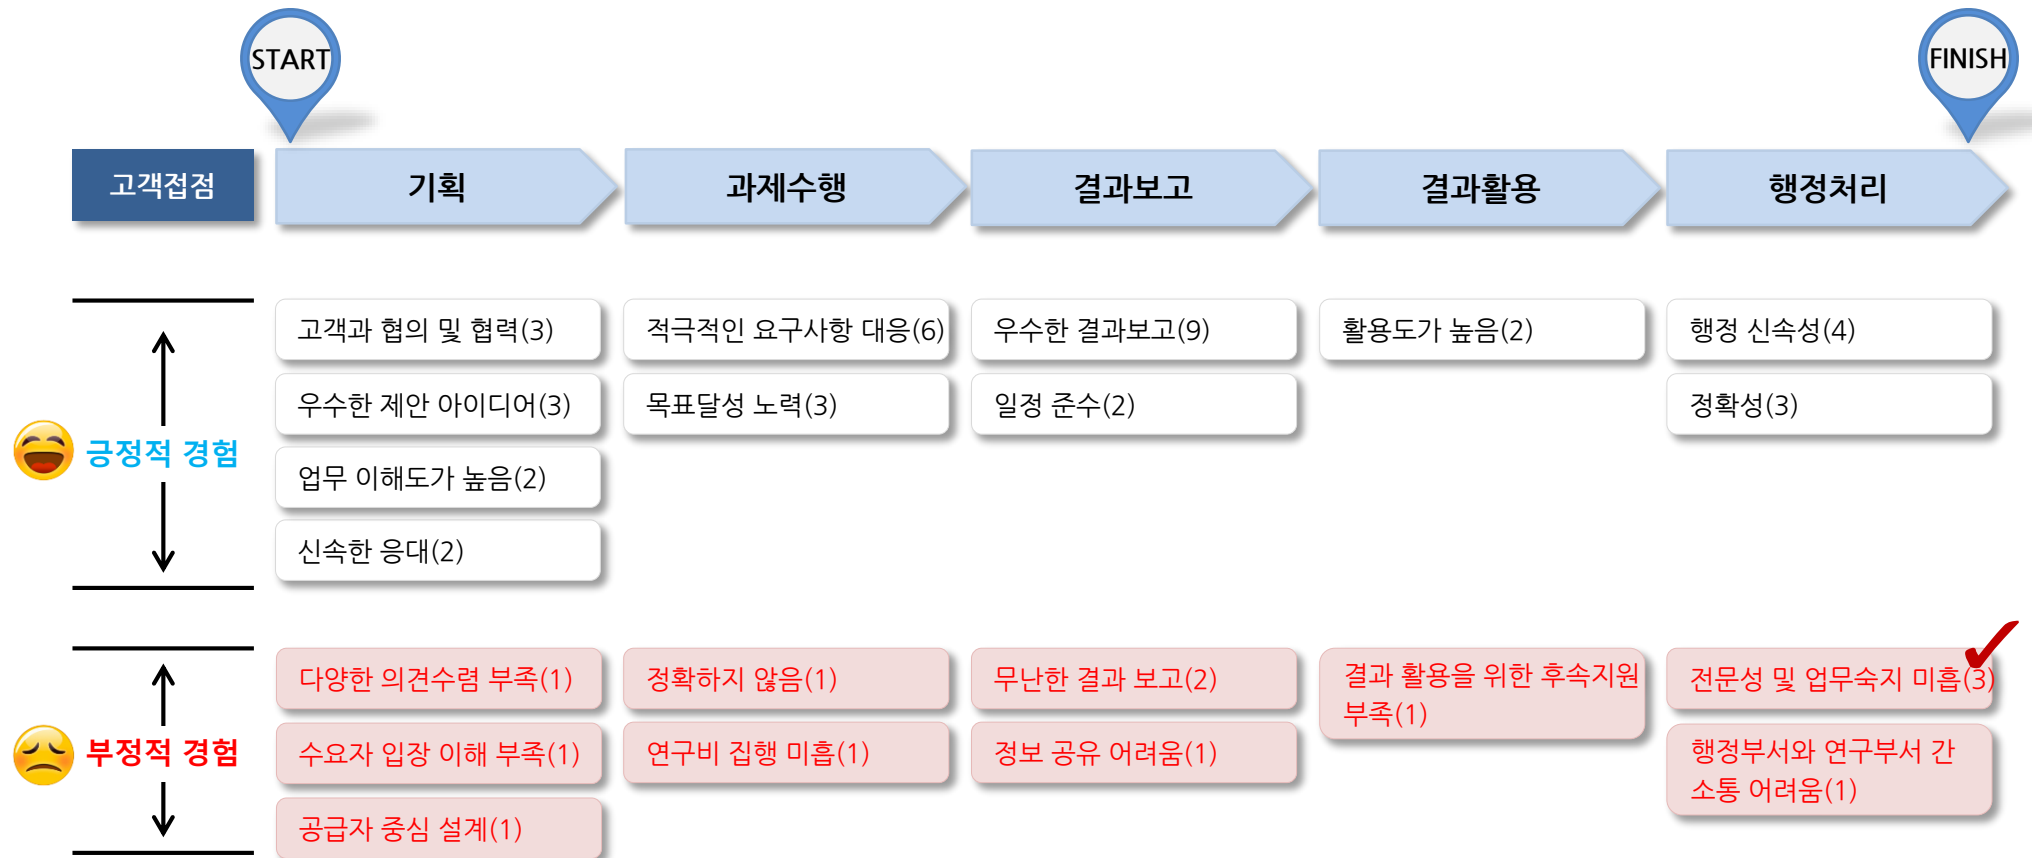 START
FINISH
고객접점
기획
과제수행
결과보고
결과활용
행정처리
긍정적 경험
고객과 협의 및 협력(3)
적극적인 요구사항 대응(6)
우수한 결과보고(9)
활용도가 높음(2)
행정 신속성(4)
우수한 제안 아이디어(3)
목표달성 노력(3)
일정 준수(2)
정확성(3)
업무 이해도가 높음(2)
신속한 응대(2)
부정적 경험
다양한 의견수렴 부족(1)
정확하지 않음(1)
무난한 결과 보고(2)
결과 활용을 위한 후속지원
부족(1)
전문성 및 업무숙지 미흡(3)
수요자 입장 이해 부족(1)
연구비 집행 미흡(1)
정보 공유 어려움(1)
행정부서와 연구부서 간
소통 어려움(1)
공급자 중심 설계(1)